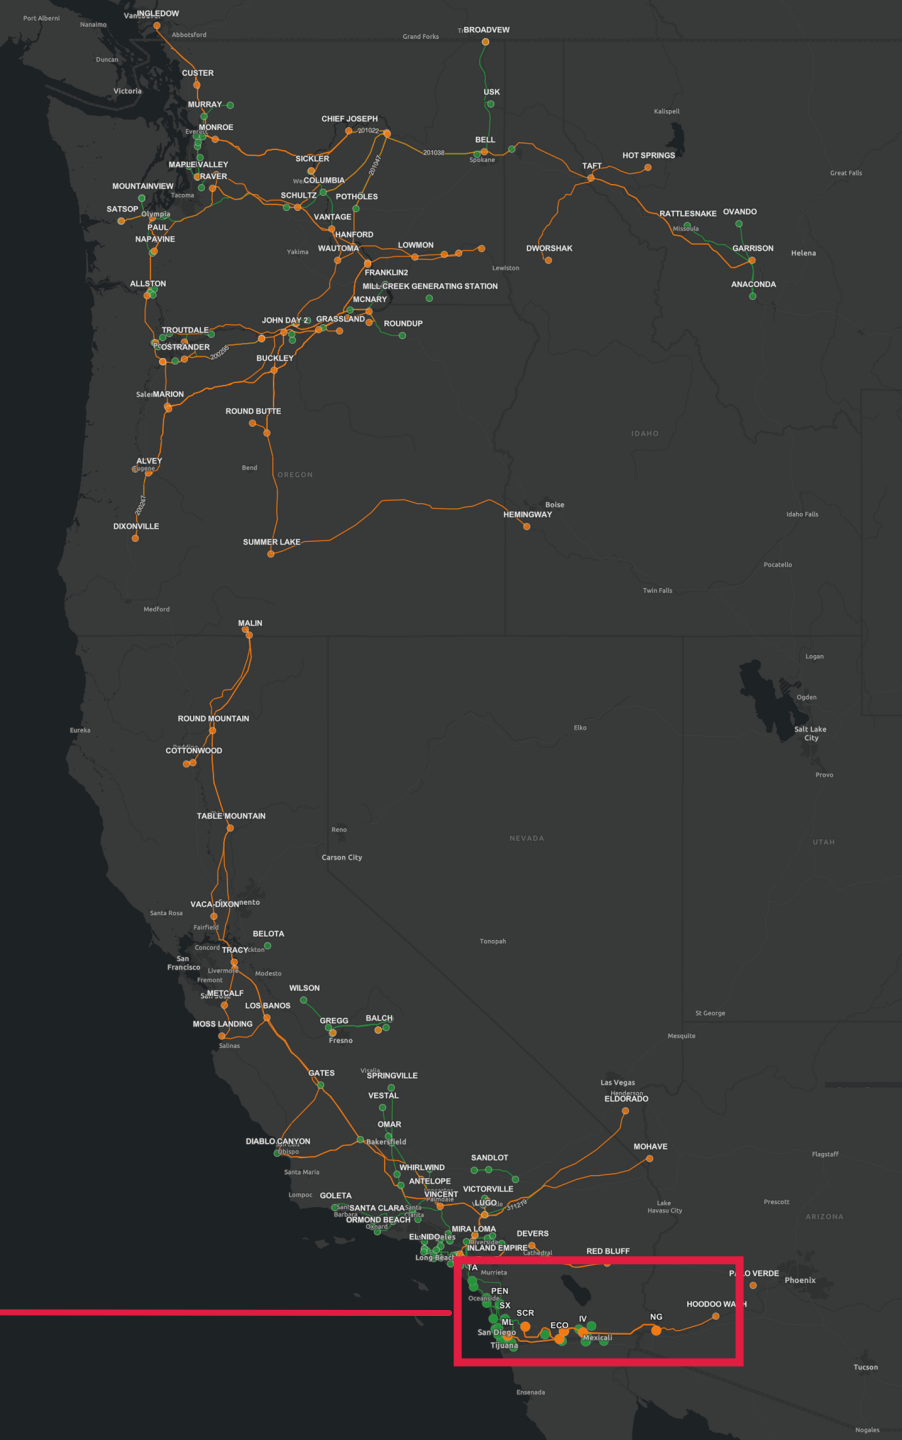 INGLEDOW
Port Alberni
Nanaimo
Abbotsford
Grand Forks
BROADVEW
Duncan
CUSTER
Victoria
MURRAY
USK
Kalispell
MONROE
CHIEF JOSEPH
201022
BELL
201038
Spokane
201047
SICKLER
HOT SPRINGS
TAFT
Great Falls
MAPLE VALLEY
RAVER
COLUMBIA
MOUNTAINVIEW
Tacoma
SCHULTZ
POTHOLES
SATSOP
Olympia
PAUL
VANTAGE
RATTLESNAKE
OVANDO
Missoula
NAPAVINE
HANFORD
Yakima
WAUTOMA
LOWMON
DWORSHAK
GARRISON
Helena
Lewiston
FRANKLIN2
ALLSTON
MILL CREEK GENERATING STATION
ANACONDA
MCNARY
JOHN DAY 2
GRASSLAND
ROUNDUP
TROUTDALE
OSTRANDER
BUCKLEY
MARION
ROUND BUTTE
IDAHO
ALVEY
Eugene
Bend
OREGON
200247
Boise
HEMINGWAY
Idaho Falls
DIXONVILLE
SUMMER LAKE
Pocatello
Twin Falls
Medford
MALIN
Logan
Ogden
ROUND MOUNTAIN
Eureka
Elko
Salt Lake
City
COTTONWOOD
Provo
TABLE MOUNTAIN
Reno
NEVADA
UTAH
Carson City
VACA-DIXON
Santa Rosa
Fairfield
BELOTA
Tonopah
Concord
TRACY
San
Francisco
Livermore
Modesto
Fremont
METCALF
WILSON
LOS BANOS
St George
MOSS LANDING
GREGG
BALCH
Salinas
Fresno
Mesquite
GATES
SPRINGVILLE
Las Vegas
Henderson
VESTAL
ELDORADO
OMAR
DIABLO CANYON
Obispo
Bakersfield
MOHAVE
Flagstaff
Santa Maria
WHIRLWIND
SANDLOT
ANTELOPE
Lompoc
GOLETA
VINCENT
VICTORVILLE
LUGO
311219
Lake
Havasu City
Prescott
Barbara
SANTA CLARA
ORMOND BEACH
ARIZONA
EL NIDO
MIRA LOMA
DEVERS
Long Beach
INLAND EMPIRE
Cathedral
RED BLUFF
TA
Murrieta
PALO VERDE
Phoenix
PEN
Oceanside
SX
HOODOO WASH
SCR
ML
ECO
IV
NG
San Diego
Mexicali
Tijuana
Tucson
Ensenada
Nogales